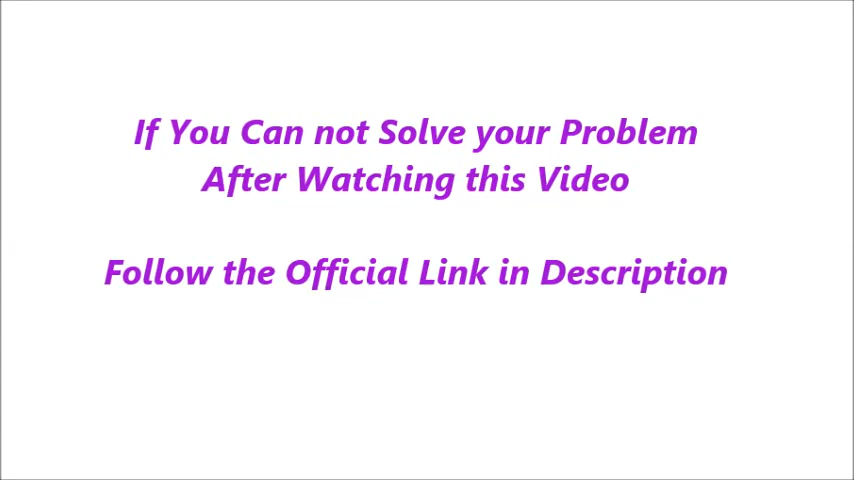 If You Can not Solve your Problem
After Watching this Video
Follow the Official Link in Description